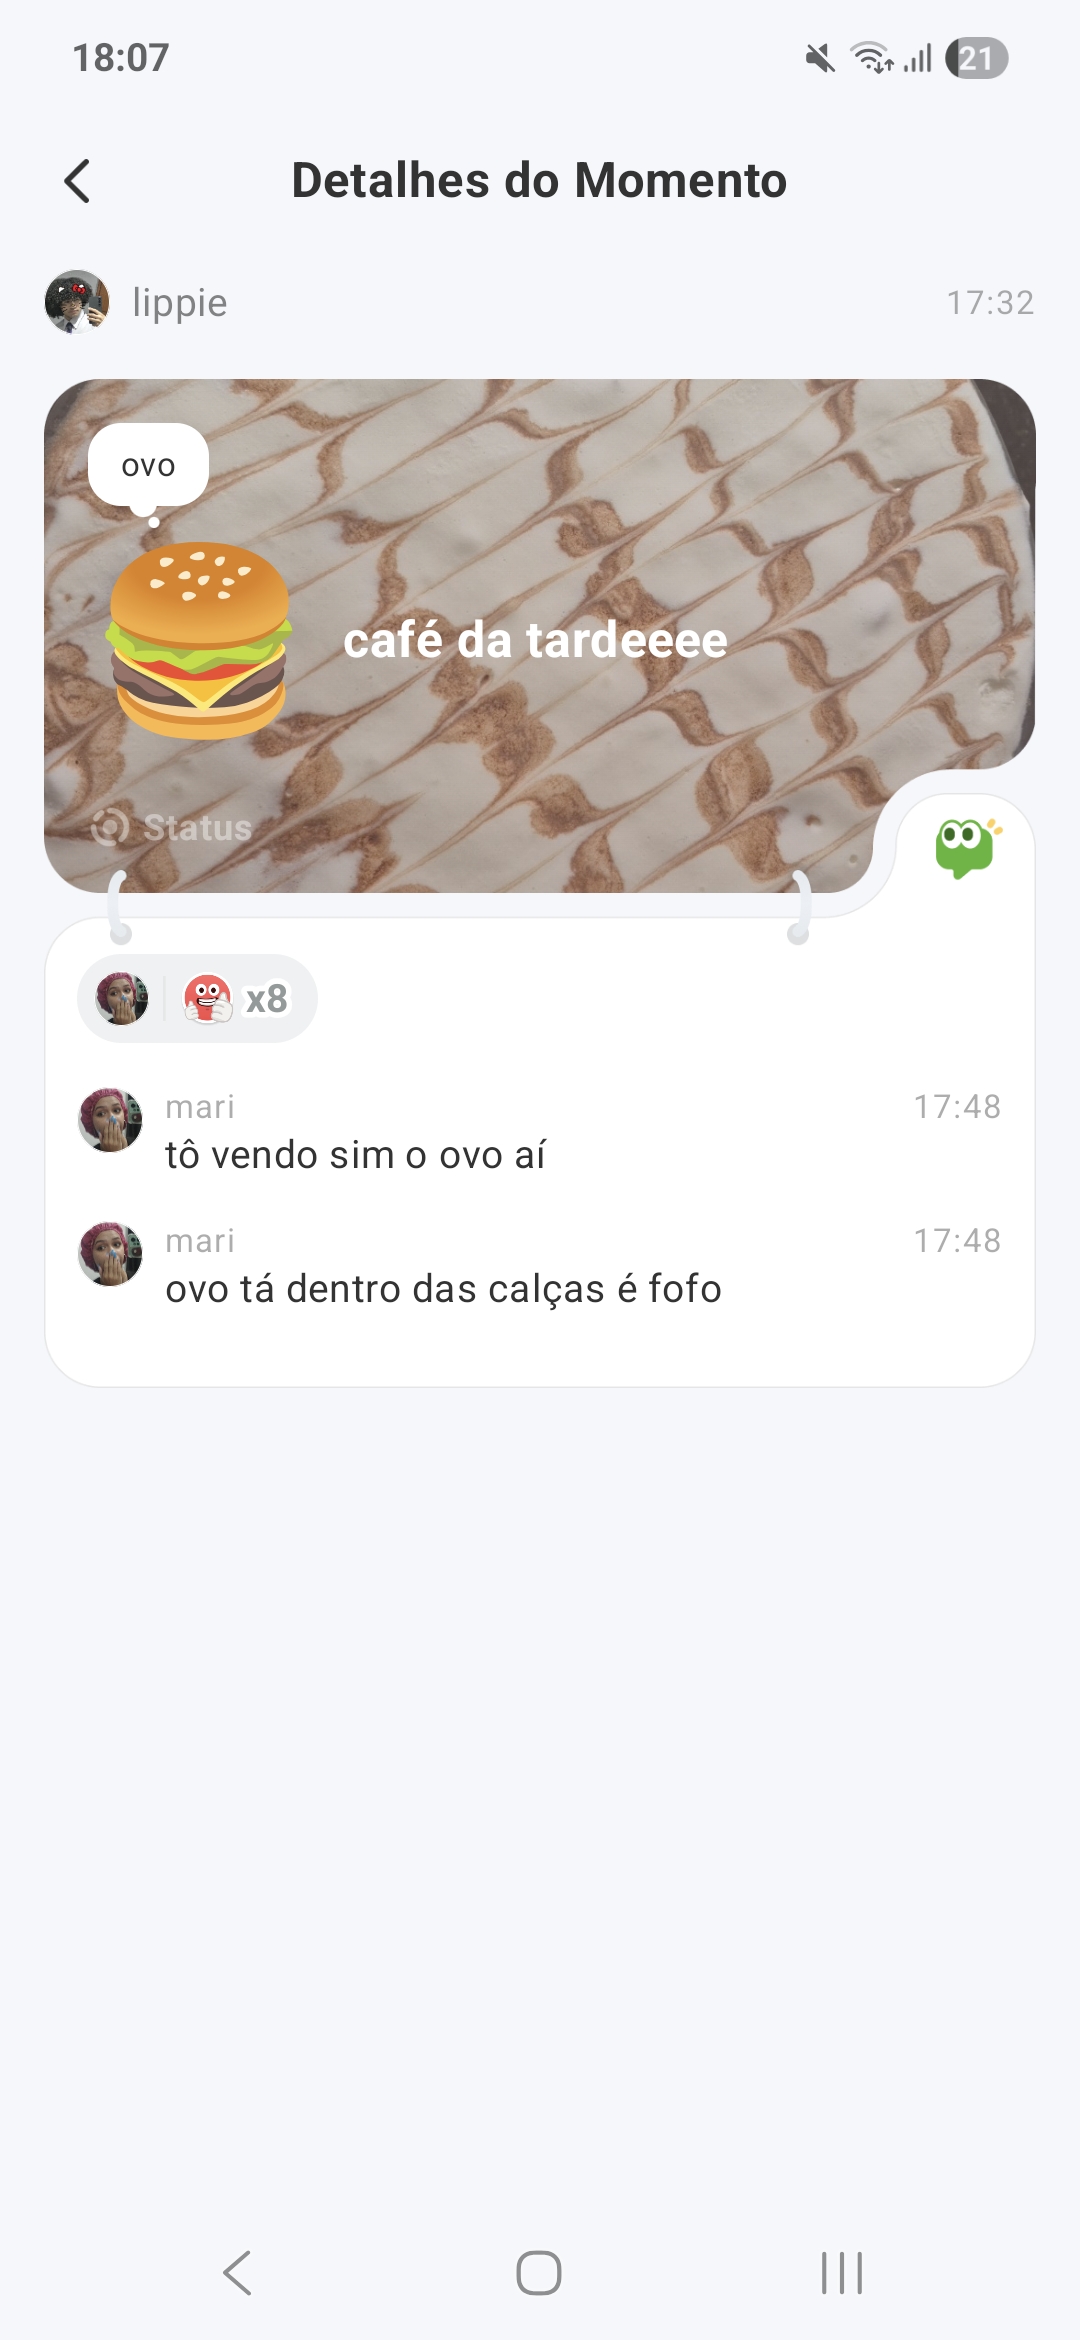 18:07
21
Detalhes do Momento
lippie
17:32
ovo
café da tardeeee
Status
x8
mari
17:48
tô vendo sim o ovo aí
mari
17:48
ovo tá dentro das calças é fofo